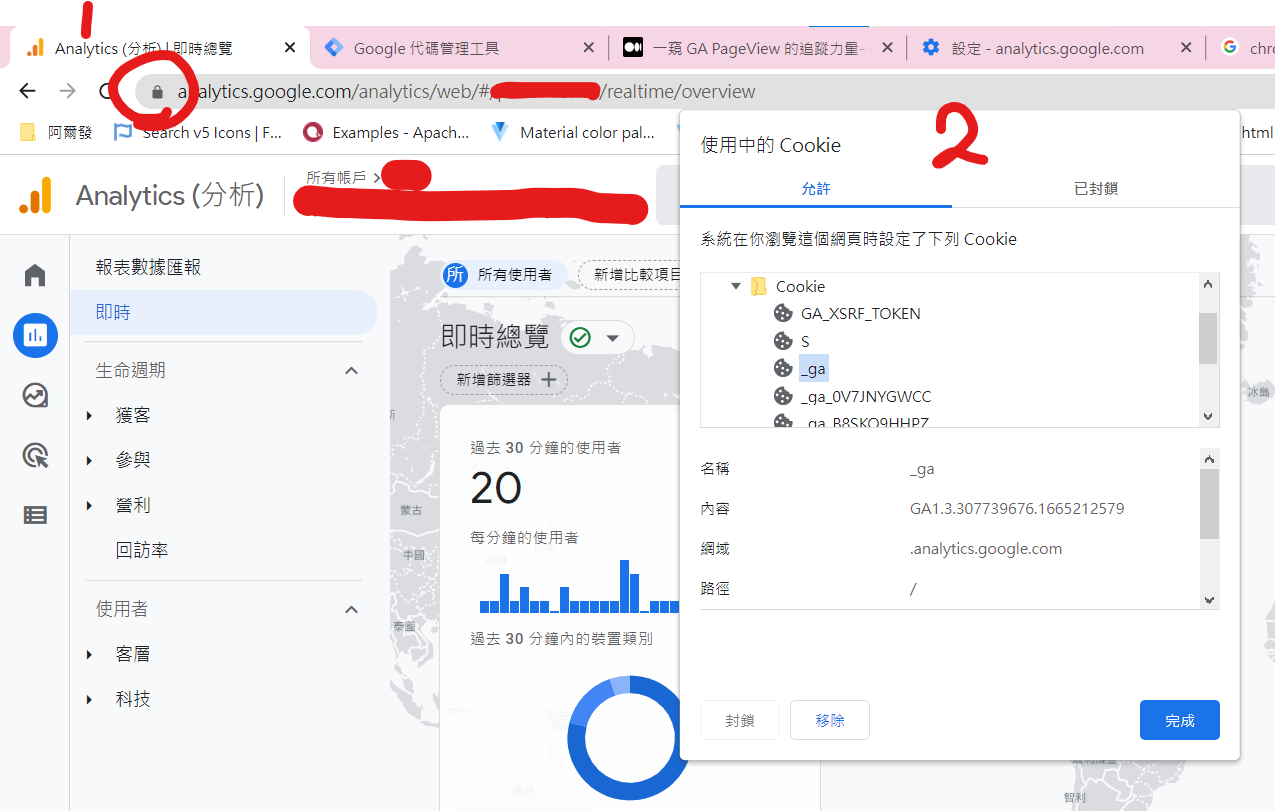 1
Analytics (分析) | 即時總覽
Google 代碼管理工具
一窺 GA PageView 的追蹤力量-
設定 - analytics.google.com
chro
analytics.google.com/analytics/web/#/ /realtime/overview
阿爾發
Search v5 Icons | F...
Examples - Apach...
Material color pal...
html
Analytics (分析)
所有帳戶
報表數據匯報
即時
生命週期
獲客
參與
營利
回訪率
使用者
客層
科技
所 所有使用者
新增比較項目
即時總覽
新增篩選器
過去 30 分鐘的使用者
20
每分鐘的使用者
過去 30 分鐘內的裝置類別
蒙古
中國
泰國
冰島
智利
2
使用中的 Cookie
允許
已封鎖
系統在你瀏覽這個網頁時設定了下列 Cookie
Cookie
GA_XSRF_TOKEN
S
_ga
_ga_0V7JNYGWCC
_ga_B8SKQ9HHPZ
名稱 _ga
內容 GA1.3.307739676.1665212579
網域 .analytics.google.com
路徑 /
封鎖
移除
完成